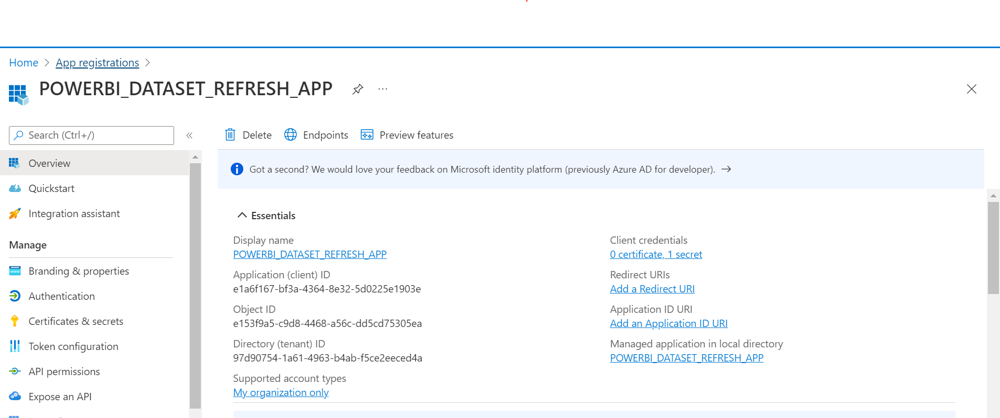 Home > App registrations >
POWERBI_DATASET_REFRESH_APP ...
Search (Ctrl+/) «
Delete Endpoints Preview features
Overview
Quickstart
Integration assistant
Manage
Branding & properties
Authentication
Certificates & secrets
Token configuration
API permissions
Expose an API
Got a second? We would love your feedback on Microsoft identity platform (previously Azure AD for developer). →
Essentials
Display name
POWERBI_DATASET_REFRESH_APP
Application (client) ID
e1a6f167-bf3a-4364-8e32-5d0225e1903e
Object ID
e153f9a5-c9d8-4468-a56c-dd5cd75305ea
Directory (tenant) ID
97d90754-1a61-4963-b4ab-f5ce2eeced4a
Supported account types
My organization only
Client credentials
0 certificate, 1 secret
Redirect URIs
Add a Redirect URI
Application ID URI
Add an Application ID URI
Managed application in local directory
POWERBI_DATASET_REFRESH_APP